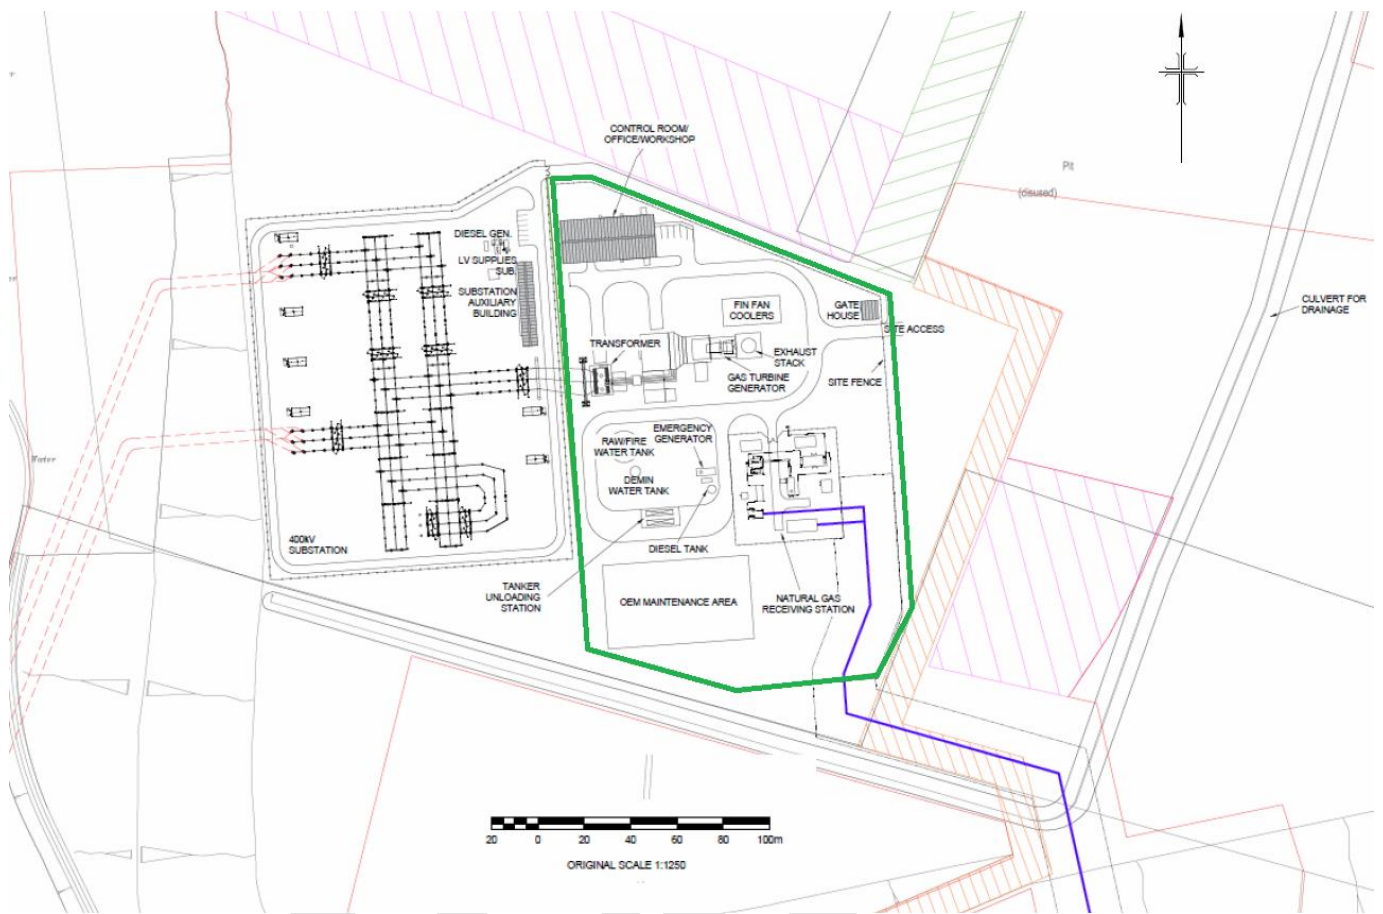 CONTROL ROOM/
OFFICE/WORKSHOP
Pit
(disused)
DIESEL GEN.
LV SUPPLIES
SUB.
SUBSTATION
AUXILIARY
BUILDING
FIN FAN
COOLERS
GATE
HOUSE
SITE ACCESS
CULVERT FOR
DRAINAGE
TRANSFORMER
EXHAUST
STACK
GAS TURBINE
GENERATOR
SITE FENCE
EMERGENCY
GENERATOR
RAW/FIRE
WATER TANK
DEMIN
WATER TANK
Water
400kV
SUBSTATION
DIESEL TANK
TANKER
UNLOADING
STATION
OEM MAINTENANCE AREA
NATURAL GAS
RECEIVING STATION
20 0 20 40 60 80 100m
ORIGINAL SCALE 1:1250